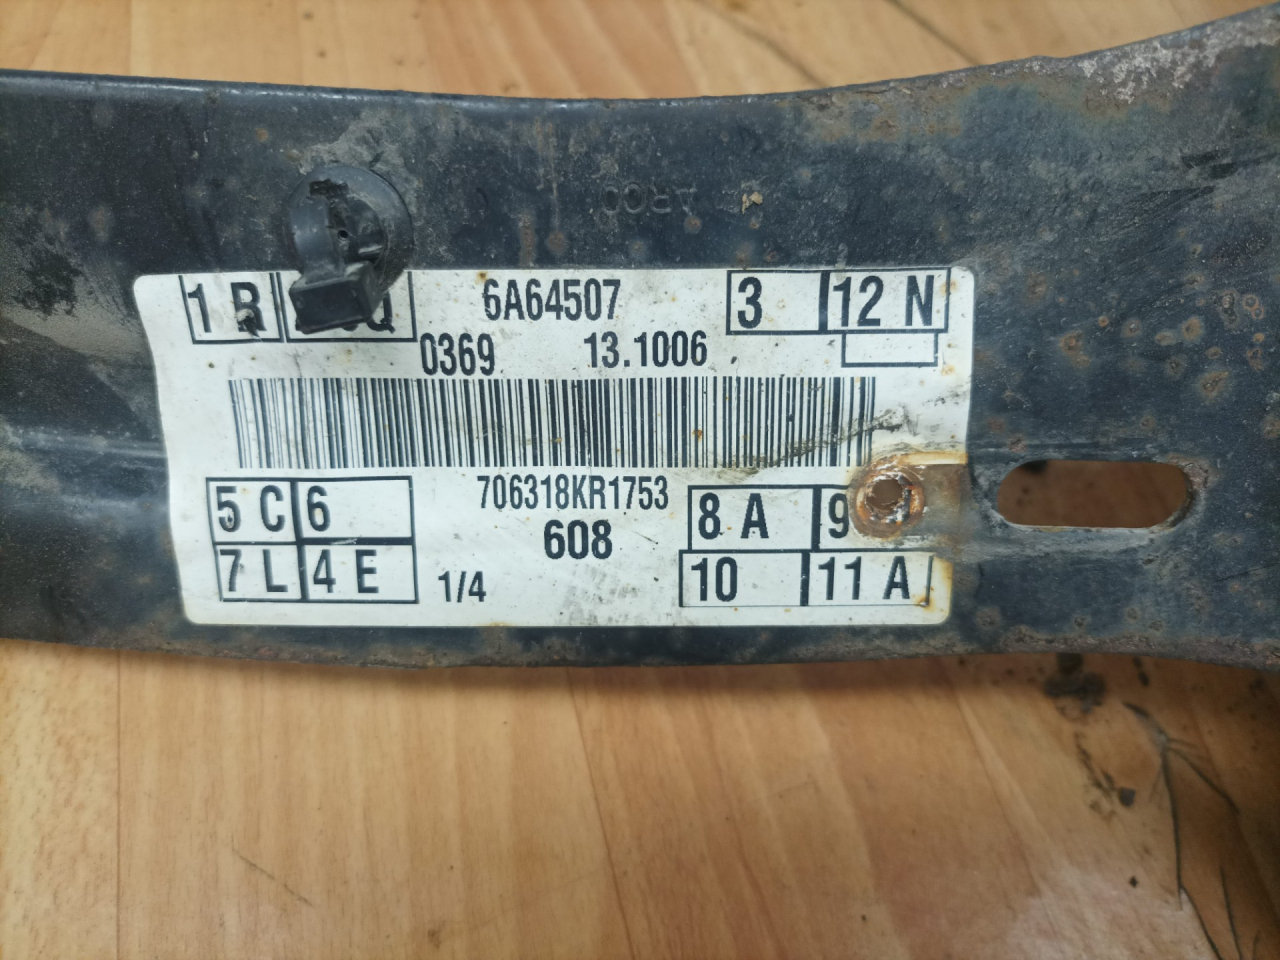 1 R Q 6A64507 3 12 N
0369 13.1006
706318KR1753
5 C 6 608 8 A 9
7 L 4 E 1/4 10 11 A